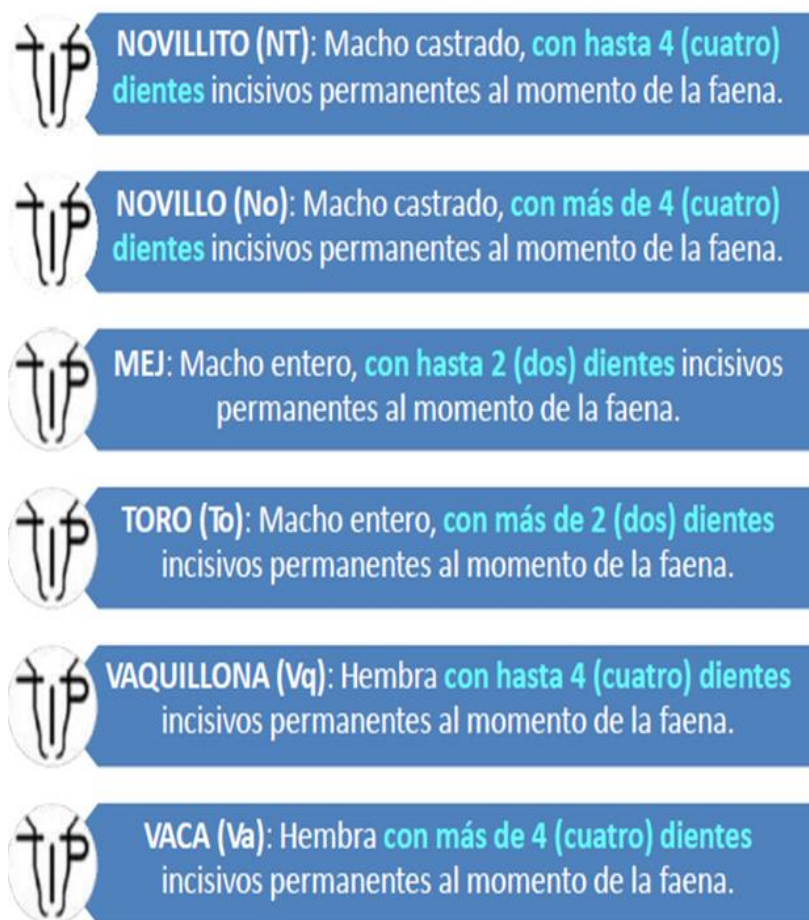 NOVILLITO (NT): Macho castrado, con hasta 4 (cuatro)
dientes incisivos permanentes al momento de la faena.
NOVILLO (No): Macho castrado, con más de 4 (cuatro)
dientes incisivos permanentes al momento de la faena.
MEJ: Macho entero, con hasta 2 (dos) dientes incisivos
permanentes al momento de la faena.
TORO (To): Macho entero, con más de 2 (dos) dientes
incisivos permanentes al momento de la faena.
VAQUILLONA (Vq): Hembra con hasta 4 (cuatro) dientes
incisivos permanentes al momento de la faena.
VACA (Va): Hembra con más de 4 (cuatro) dientes
incisivos permanentes al momento de la faena.